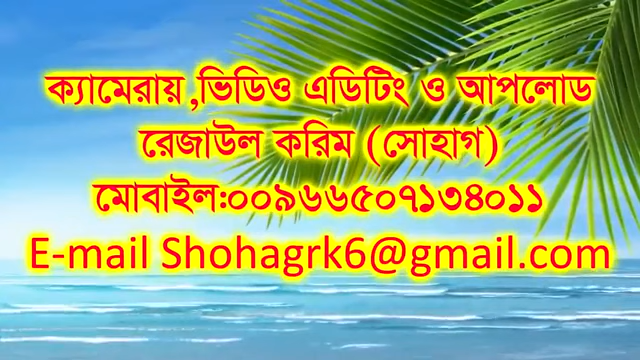 ক্যামেরায়,ভিডিও এডিটিং ও আপলোড
রেজাউল করিম (সোহাগ)
মোবাইল:০০৯৬৬৫০৭১৩৪০১১
E-mail Shohagrk6@gmail.com